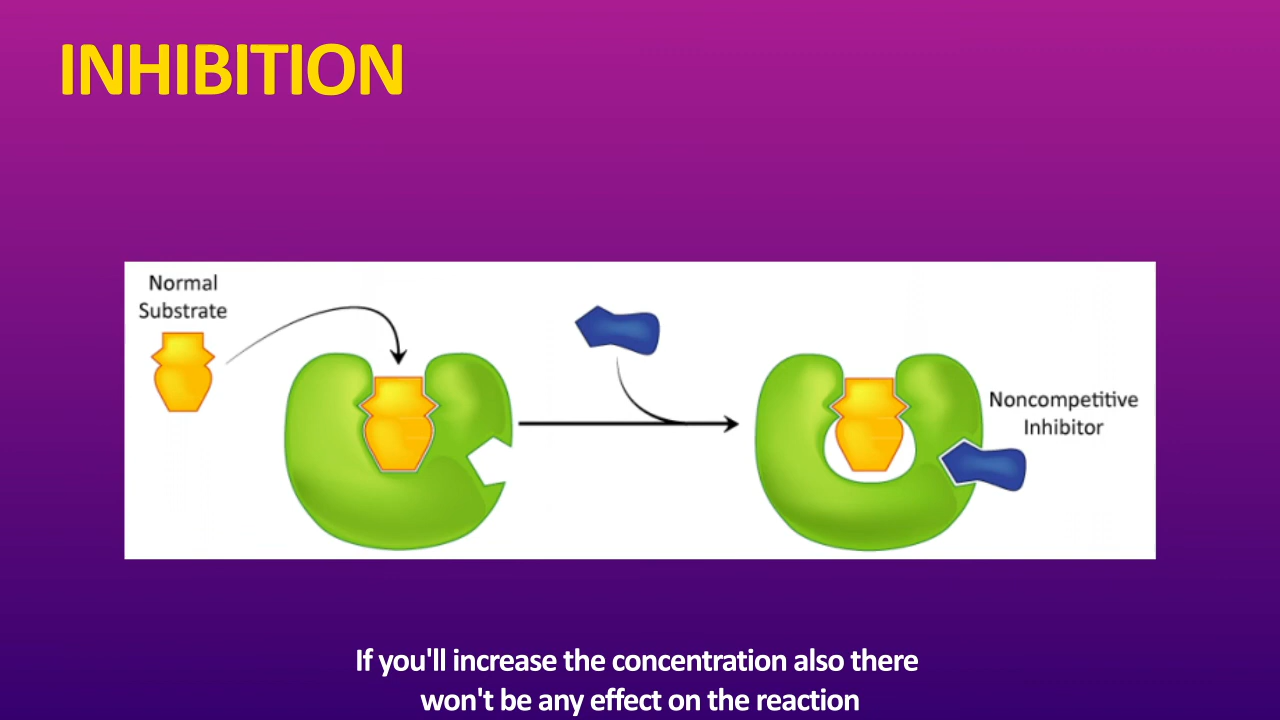 INHIBITION
Normal
Substrate
Noncompetitive
Inhibitor
If you'll increase the concentration also there
won't be any effect on the reaction